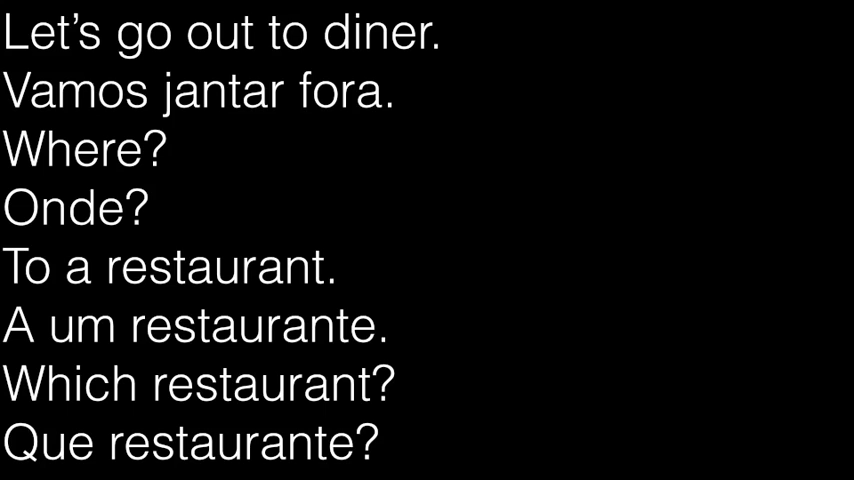 Let’s go out to diner.
Vamos jantar fora.
Where?
Onde?
To a restaurant.
A um restaurante.
Which restaurant?
Que restaurante?